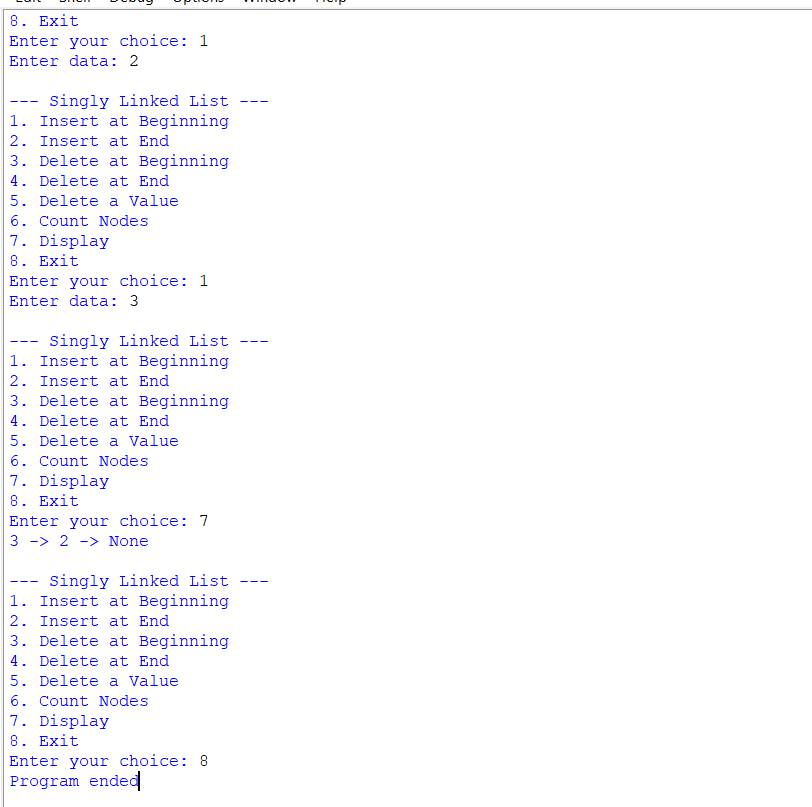 Edit Shell Debug Options Window Help
8. Exit
Enter your choice: 1
Enter data: 2
--- Singly Linked List ---
1. Insert at Beginning
2. Insert at End
3. Delete at Beginning
4. Delete at End
5. Delete a Value
6. Count Nodes
7. Display
8. Exit
Enter your choice: 1
Enter data: 3
--- Singly Linked List ---
1. Insert at Beginning
2. Insert at End
3. Delete at Beginning
4. Delete at End
5. Delete a Value
6. Count Nodes
7. Display
8. Exit
Enter your choice: 7
3 -> 2 -> None
--- Singly Linked List ---
1. Insert at Beginning
2. Insert at End
3. Delete at Beginning
4. Delete at End
5. Delete a Value
6. Count Nodes
7. Display
8. Exit
Enter your choice: 8
Program ended